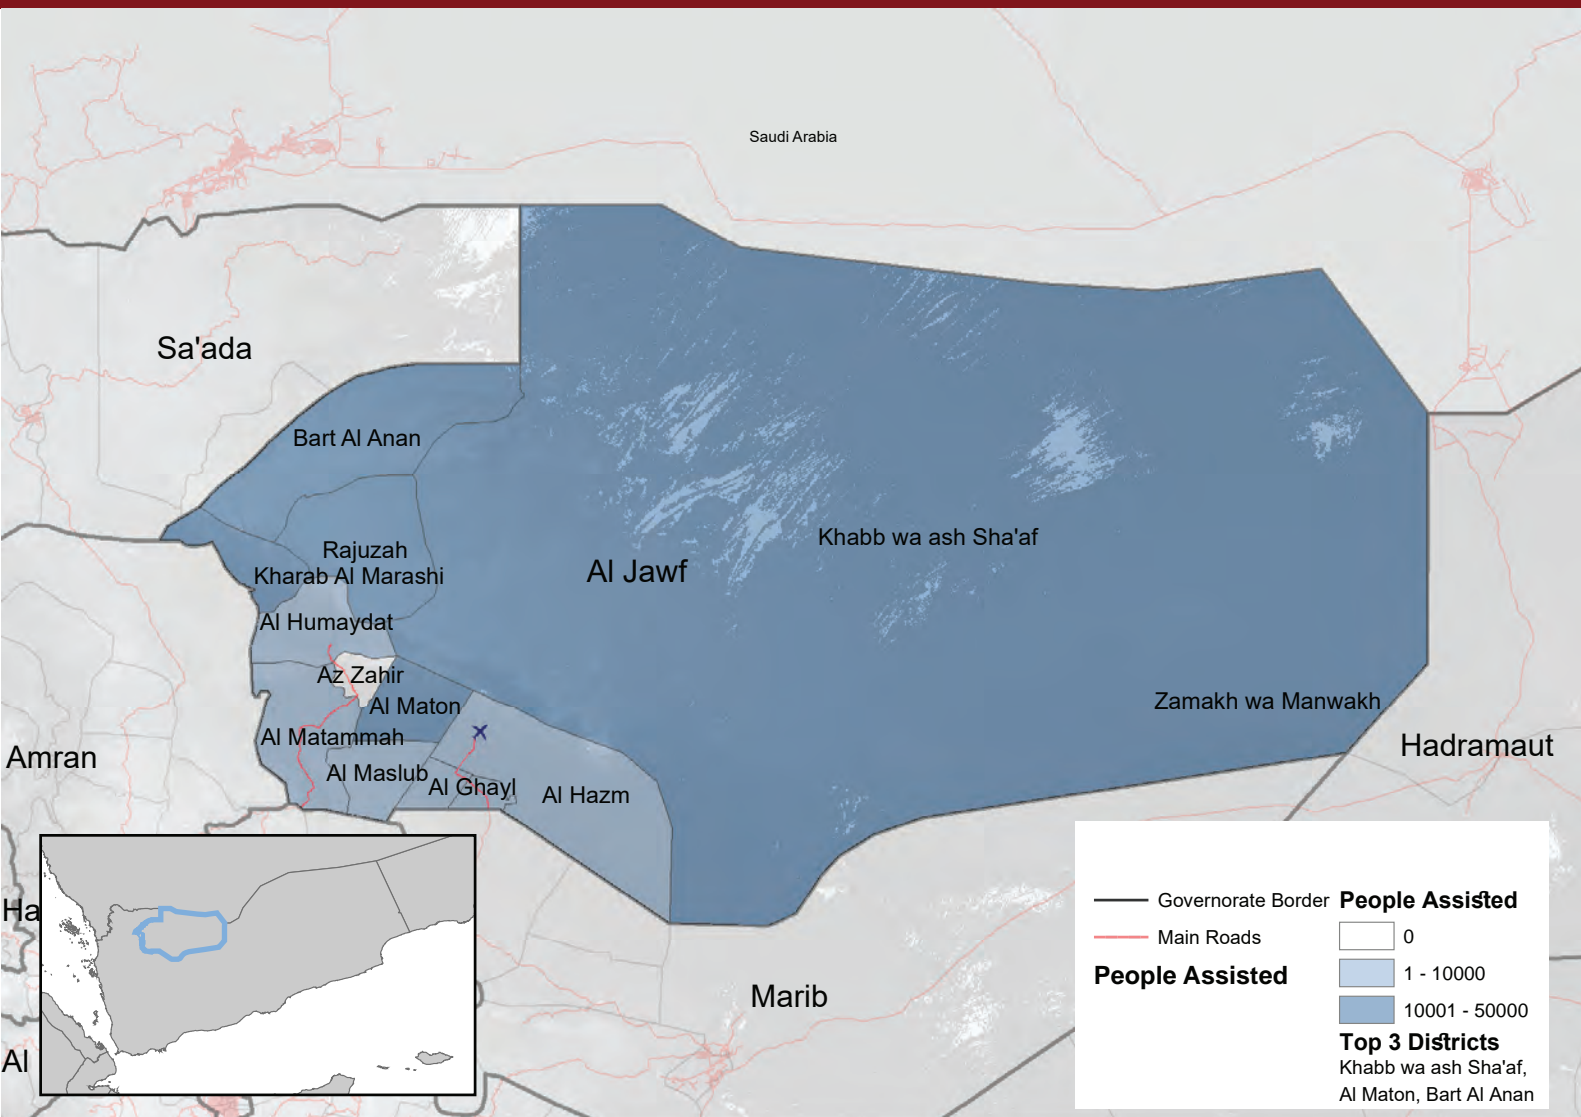 Saudi Arabia
Sa'ada
Bart Al Anan
Khabb wa ash Sha'af
Rajuzah
Al Jawf
Kharab Al Marashi
Al Humaydat
Az Zahir
Zamakh wa Manwakh
Al Maton
Al Matammah
Hadramaut
Amran
Al Maslub
Al Ghayl
Al Hazm
Ha
Marib
Al
Governorate Border
Main Roads
People Assisted
People Assisted
0
1 - 10000
10001 - 50000
Top 3 Districts
Khabb wa ash Sha'af,
Al Maton, Bart Al Anan